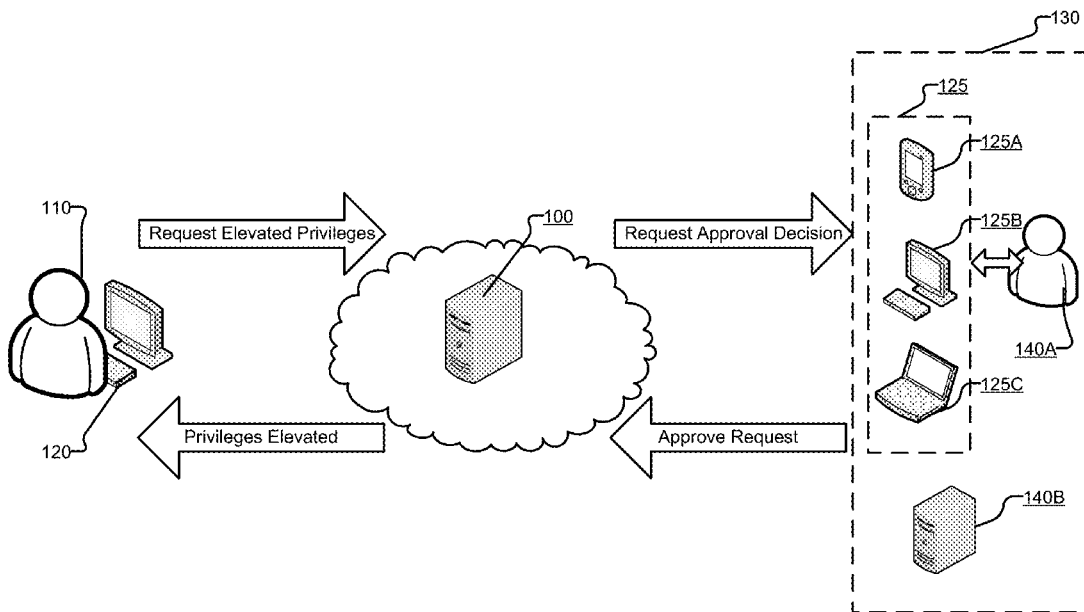 130
125
125A
110
100
125B
Request Elevated Privileges
Request Approval Decision
140A
125C
120
Privileges Elevated
Approve Request
140B